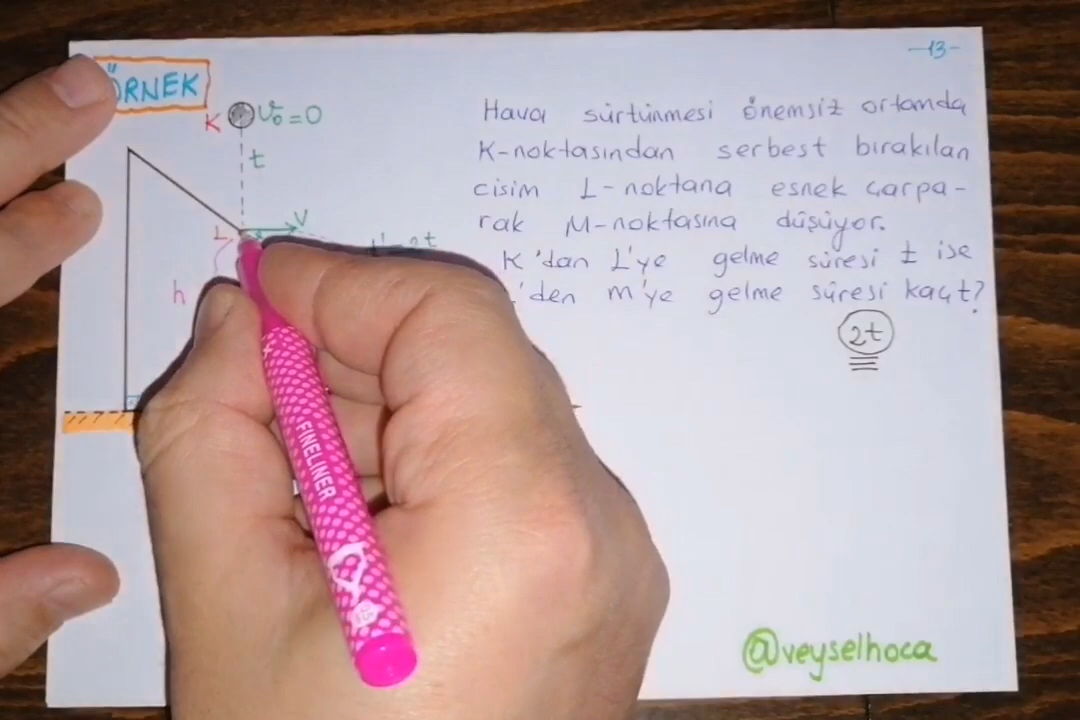 -13-
ÖRNEK
K
V₀=0
t
V
L
h
Hava sürtünmesi önemsiz ortamda
K-noktasından serbest bırakılan
cisim L-noktana esnek çarpa-
rak M-noktasına düşüyor.
K'dan L'ye gelme süresi t ise
'den m'ye gelme süresi kaç t?
2t
FINELINER
@veyselhoca